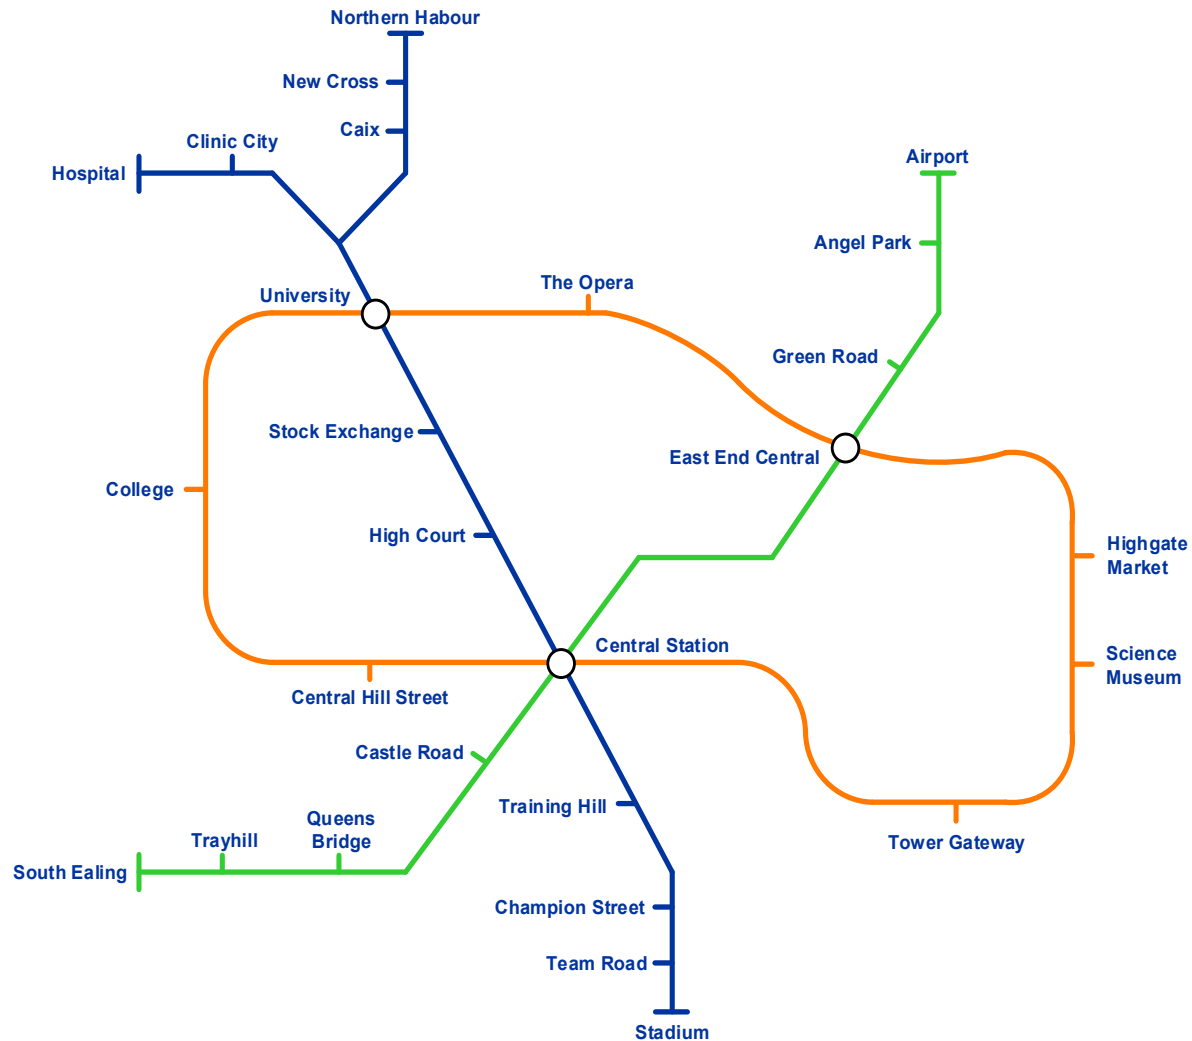 Northern Habour
New Cross
Caix
Clinic City
Hospital
Airport
Angel Park
University
The Opera
Green Road
Stock Exchange
East End Central
College
High Court
Highgate
Market
Central Station
Science
Museum
Central Hill Street
Castle Road
Training Hill
Queens
Bridge
Trayhill
Tower Gateway
South Ealing
Champion Street
Team Road
Stadium